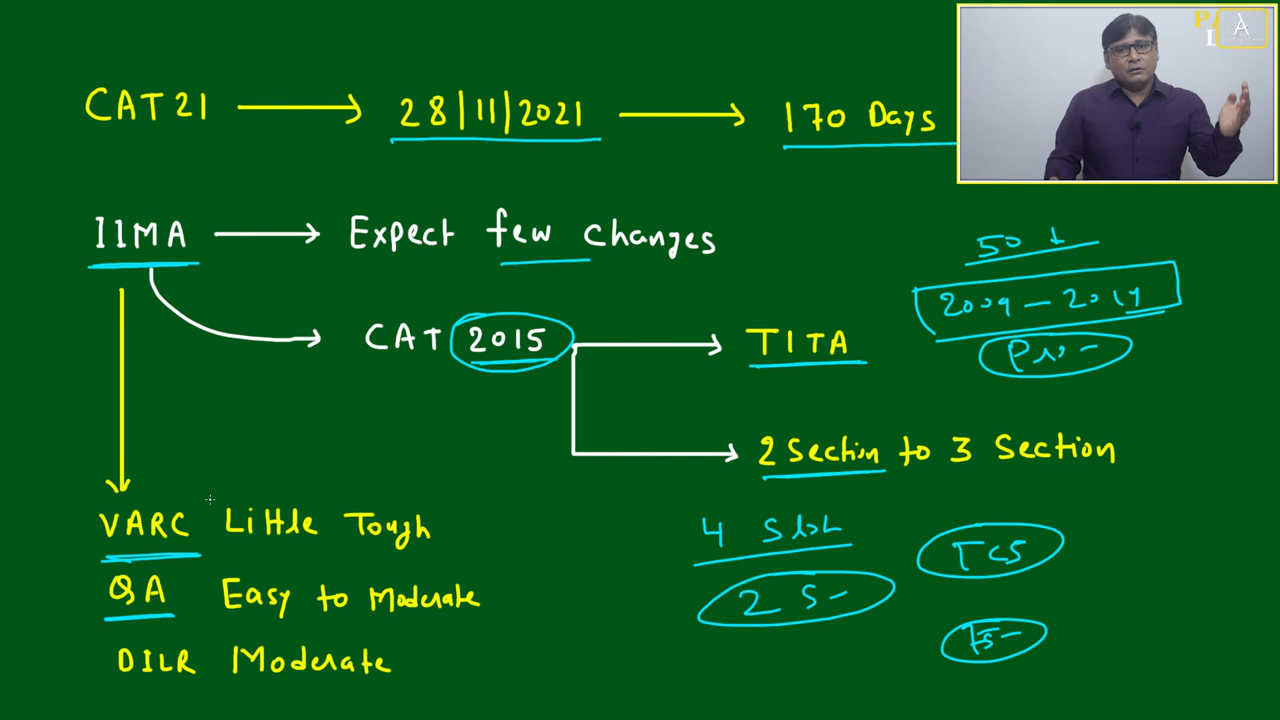 CAT 21 28/11/2021 170 Days
IIMA Expect few changes
50
2009 - 2014
CAT 2015 TITA
2 Section to 3 Section
VARC Little Tough
4 Slot
TCS
QA Easy to Moderate
2 S-
DILR Moderate